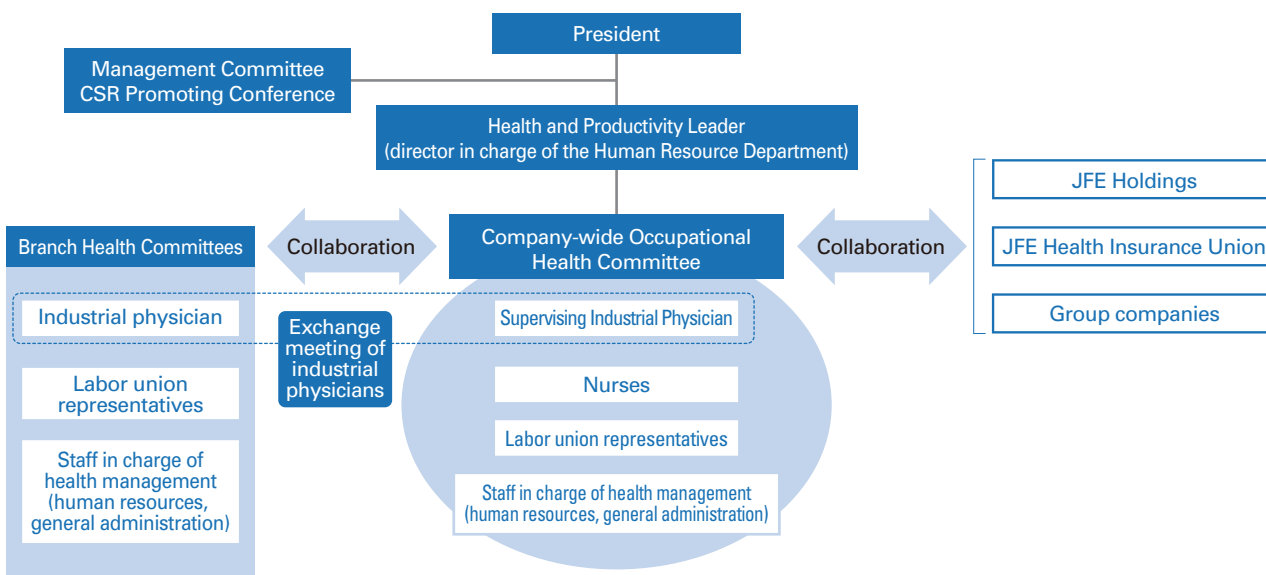 President
Management Committee
CSR Promoting Conference
Health and Productivity Leader
(director in charge of the Human Resource Department)
Branch Health Committees
Collaboration
Company-wide Occupational
Health Committee
Collaboration
JFE Holdings
JFE Health Insurance Union
Group companies
Industrial physician
Exchange
meeting of
industrial
physicians
Supervising Industrial Physician
Labor union
representatives
Nurses
Labor union representatives
Staff in charge of
health management
(human resources,
general administration)
Staff in charge of health management
(human resources, general administration)